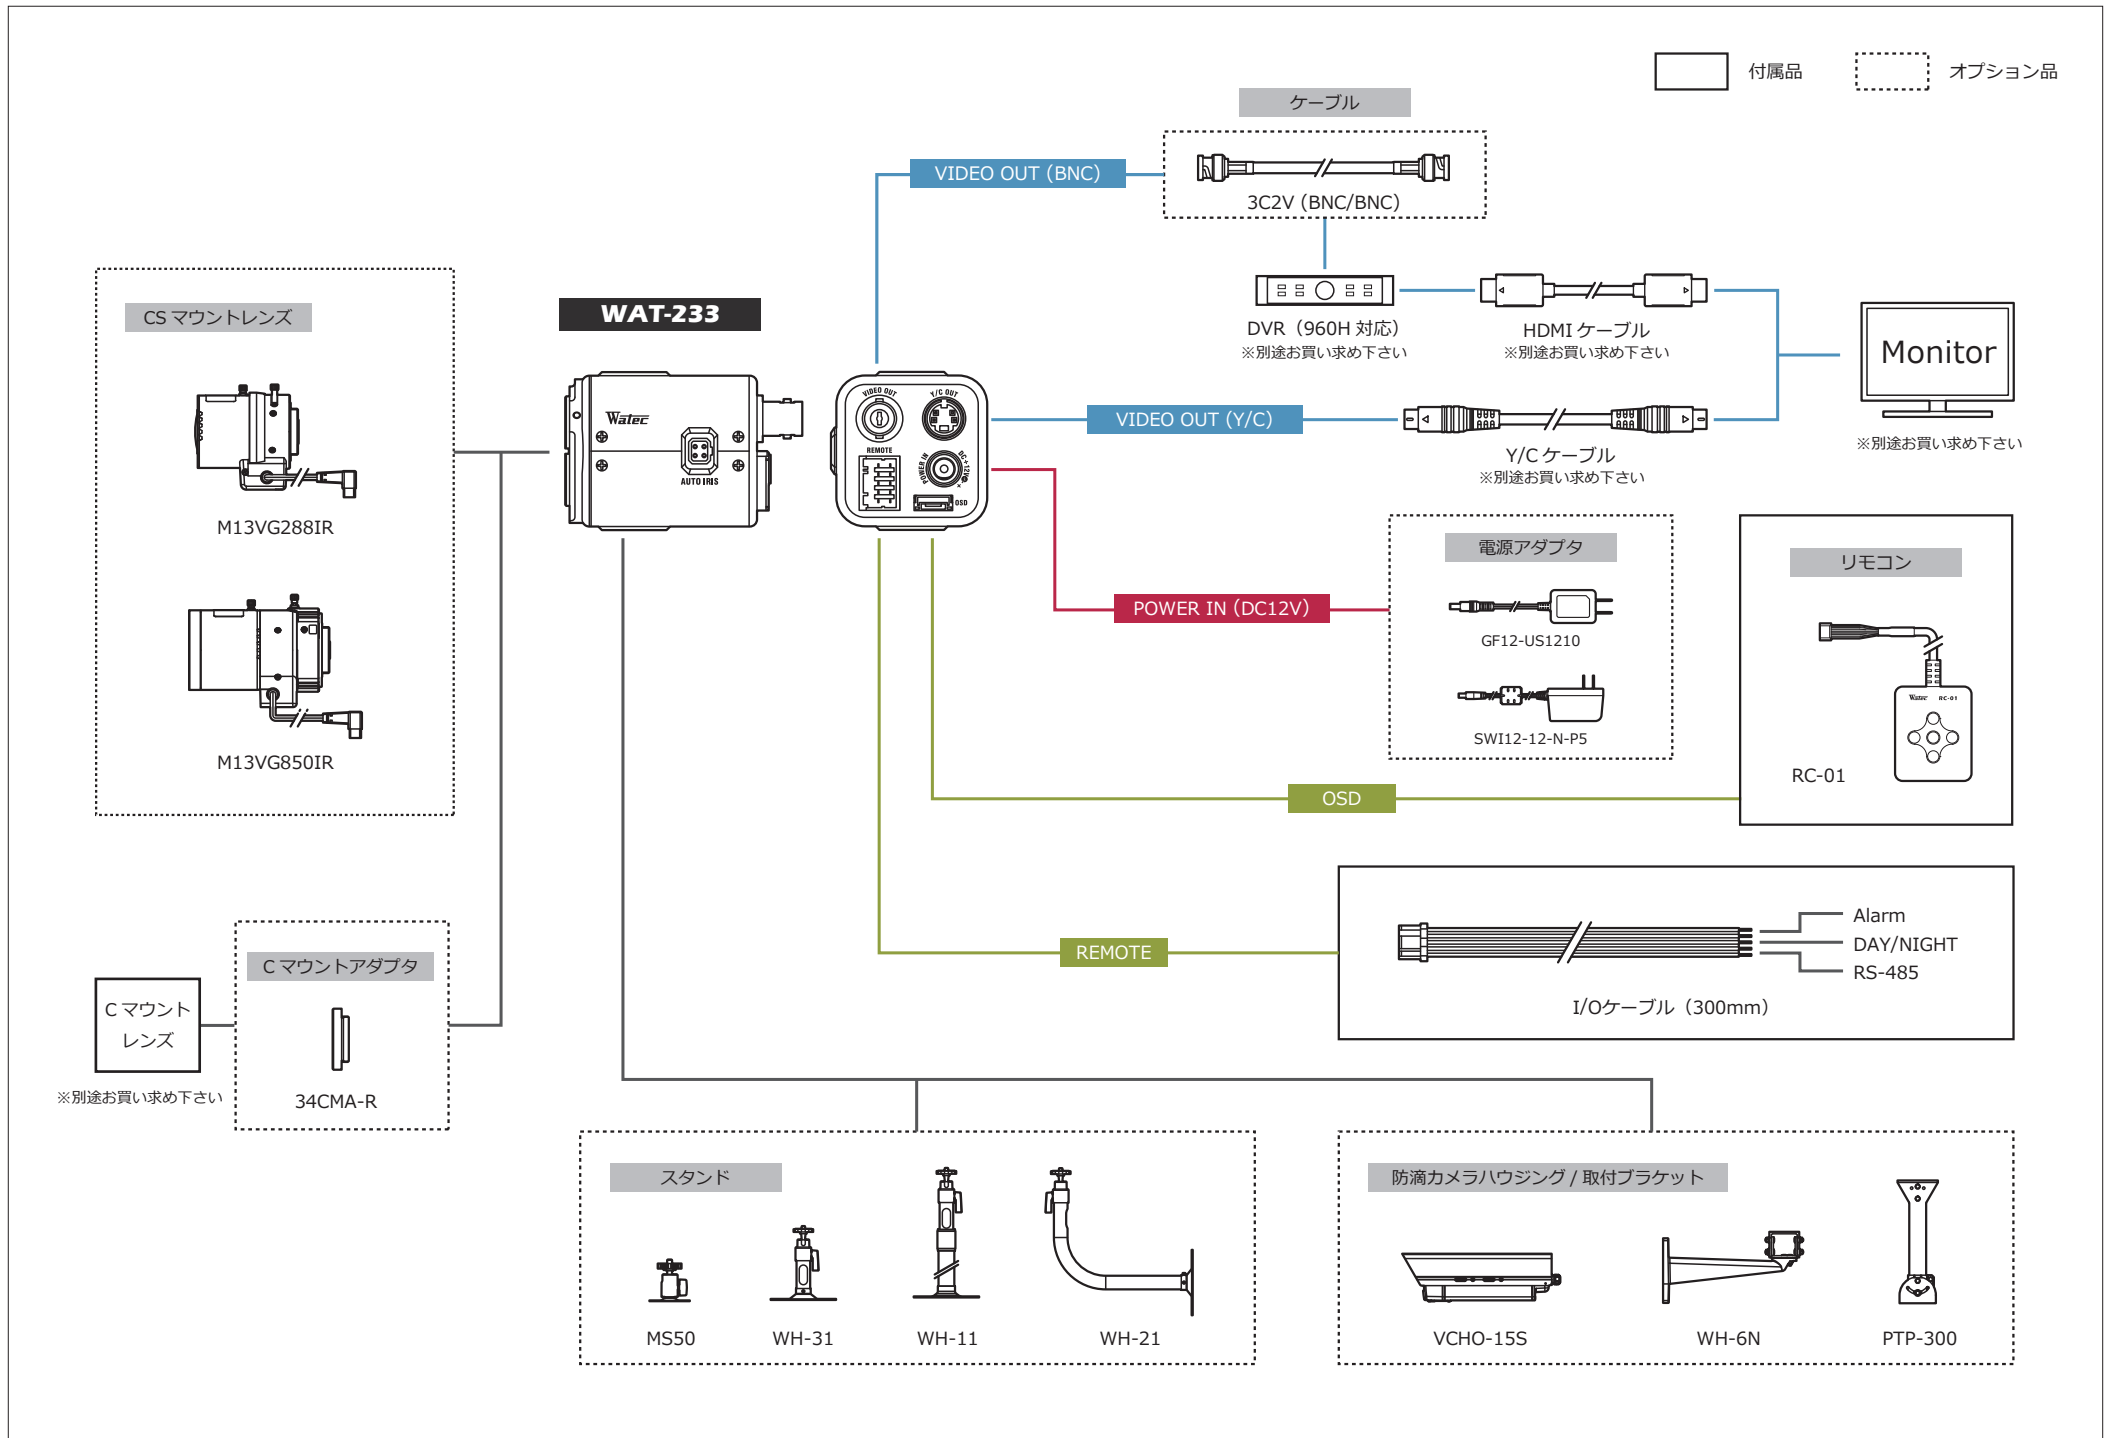 付属品
オプション品
ケーブル
VIDEO OUT (BNC)
3C2V (BNC/BNC)
CS マウントレンズ
WAT-233
DVR（960H 対応）
※別途お買い求め下さい
HDMI ケーブル
※別途お買い求め下さい
Monitor
※別途お買い求め下さい
Watec
AUTO IRIS
VIDEO OUT
Y/C OUT
REMOTE
POWER IN
DC+12V
OSD
VIDEO OUT (Y/C)
Y/C ケーブル
※別途お買い求め下さい
M13VG288IR
M13VG850IR
電源アダプタ
POWER IN (DC12V)
GF12-US1210
SWI12-12-N-P5
リモコン
Watec RC-01
RC-01
OSD
REMOTE
Alarm
DAY/NIGHT
RS-485
I/Oケーブル（300mm）
C マウント
レンズ
※別途お買い求め下さい
C マウントアダプタ
34CMA-R
スタンド
MS50
WH-31
WH-11
WH-21
防滴カメラハウジング / 取付ブラケット
VCHO-15S
WH-6N
PTP-300